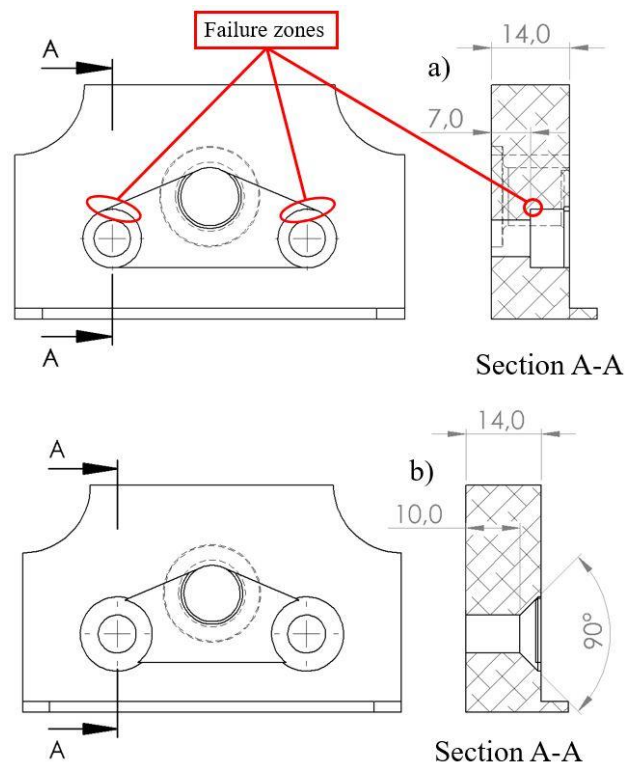 Failure zones
A
a)
14,0
7,0
A
Section A-A
A
b)
14,0
10,0
90°
A
Section A-A